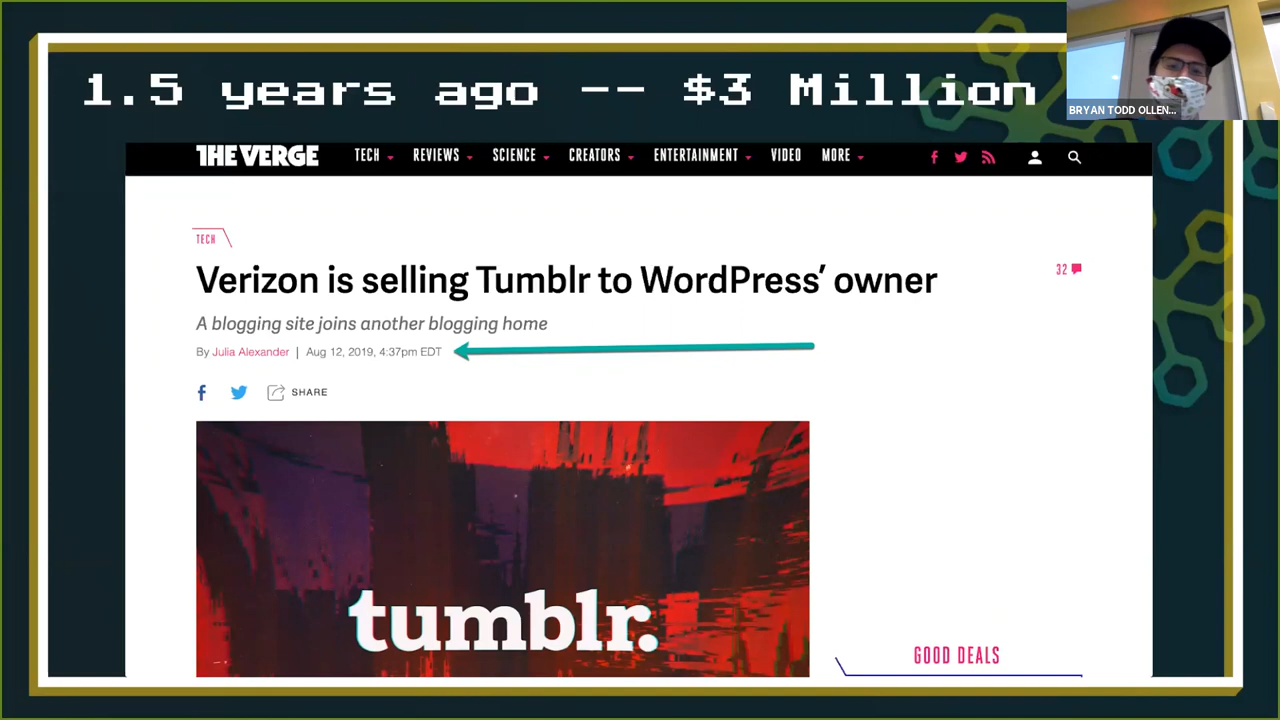 1.5 years ago -- $3 Million
BRYAN TODD OLLEN...
THE VERGE TECH REVIEWS SCIENCE CREATORS ENTERTAINMENT VIDEO MORE
TECH
Verizon is selling Tumblr to WordPress’ owner
32
A blogging site joins another blogging home
By Julia Alexander | Aug 12, 2019, 4:37pm EDT
SHARE
tumblr.
GOOD DEALS